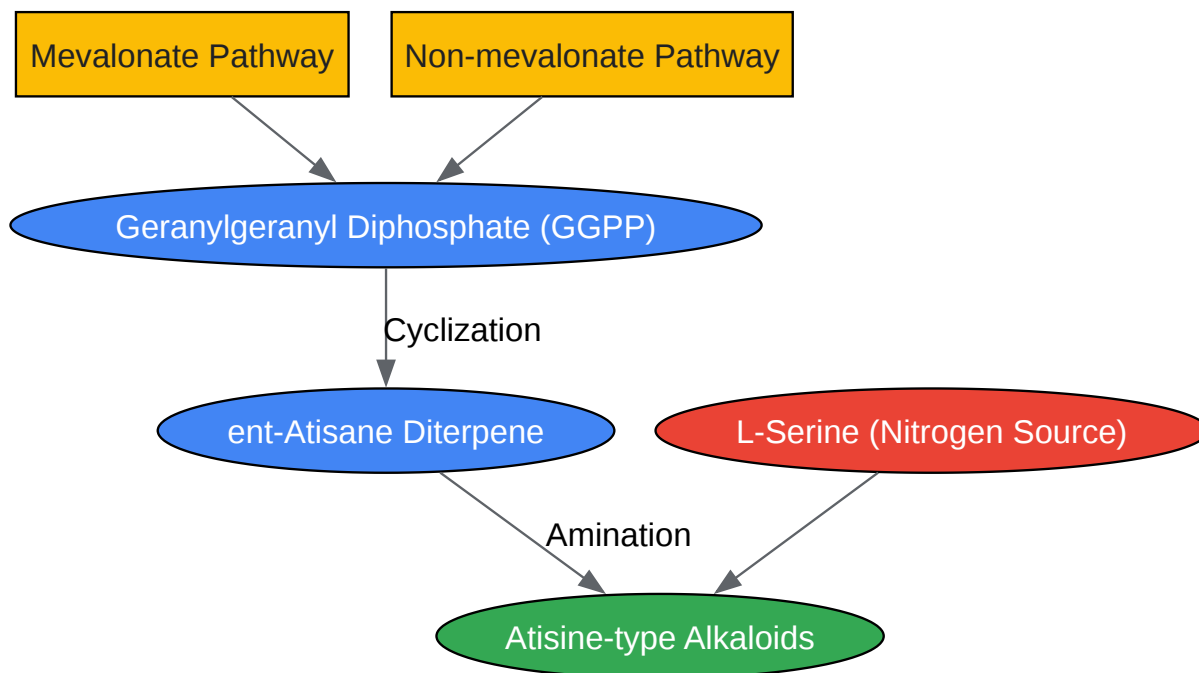 Mevalonate Pathway
Non-mevalonate Pathway
Geranylgeranyl Diphosphate (GGPP)
Cyclization
ent-Atisane Diterpene
L-Serine (Nitrogen Source)
Amination
Atisine-type Alkaloids